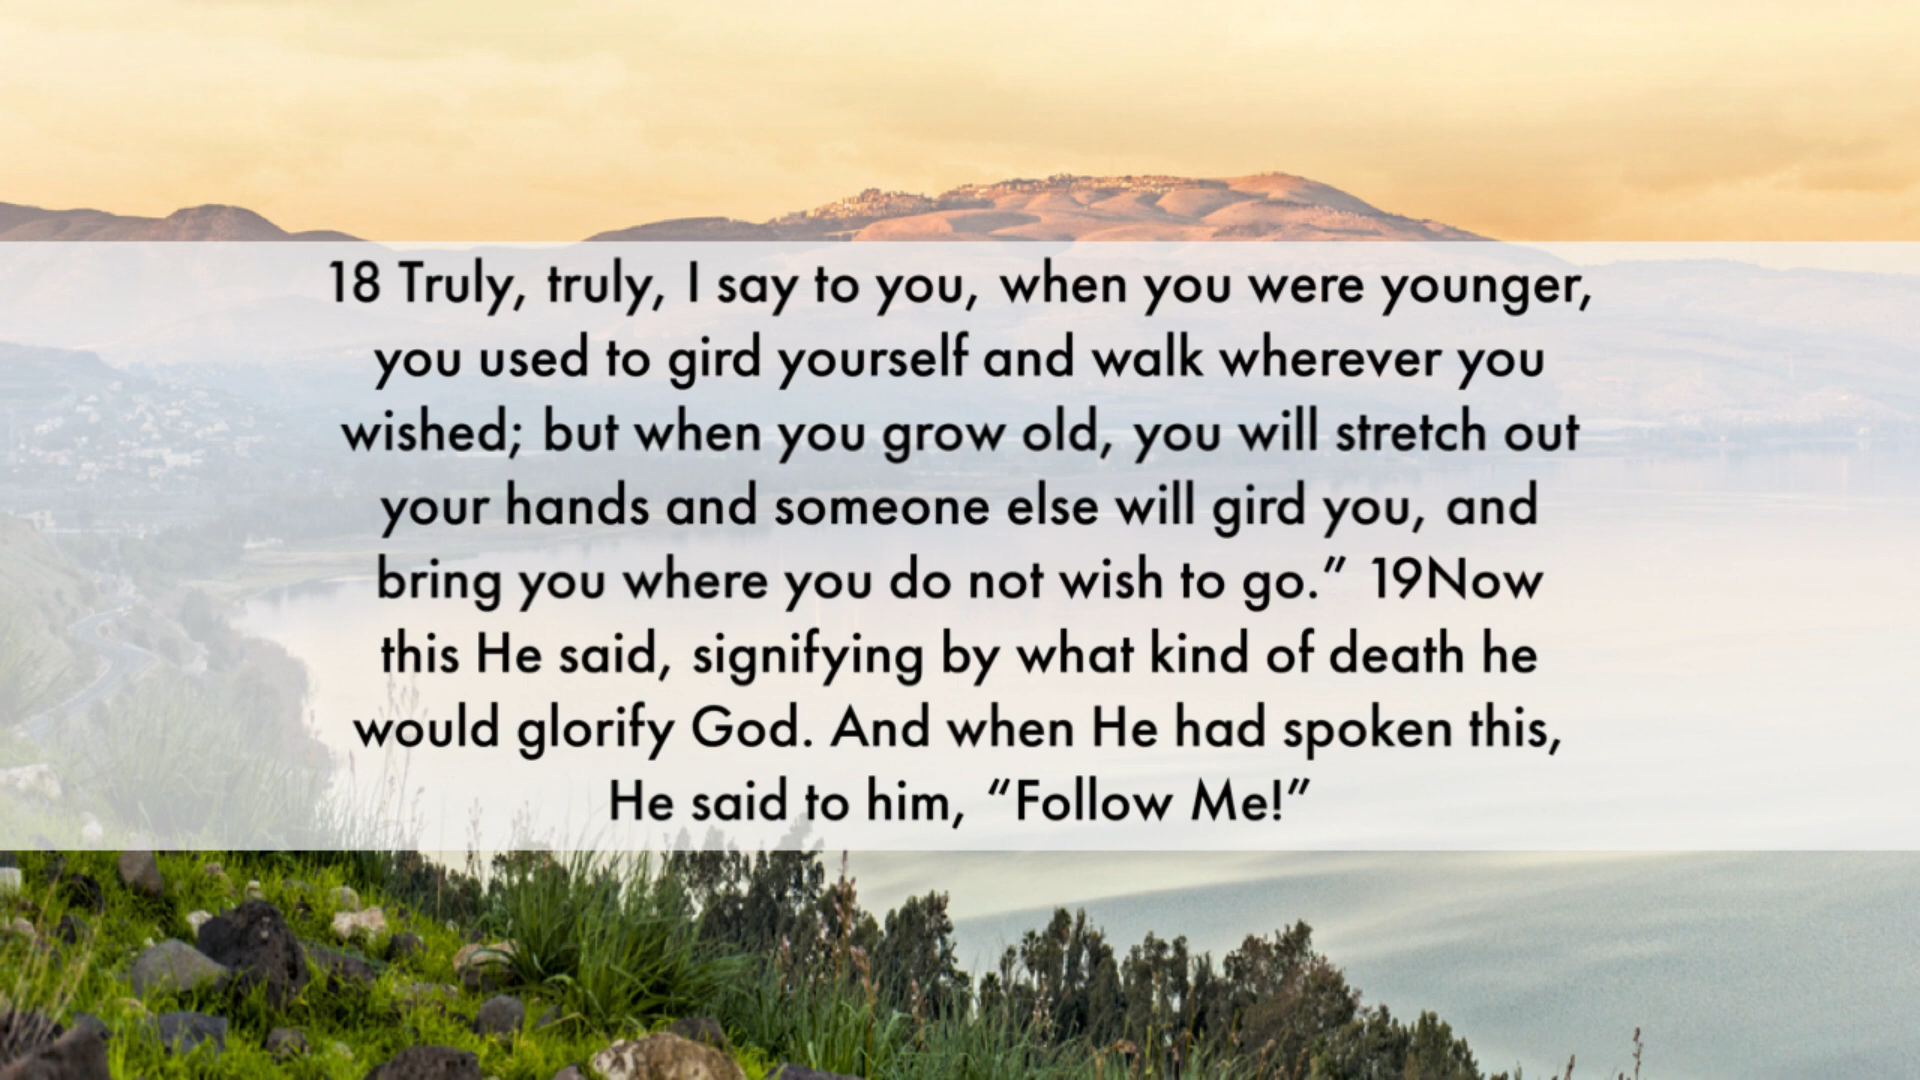 18 Truly, truly, I say to you, when you were younger,
you used to gird yourself and walk wherever you
wished; but when you grow old, you will stretch out
your hands and someone else will gird you, and
bring you where you do not wish to go.” 19Now
this He said, signifying by what kind of death he
would glorify God. And when He had spoken this,
He said to him, “Follow Me!”